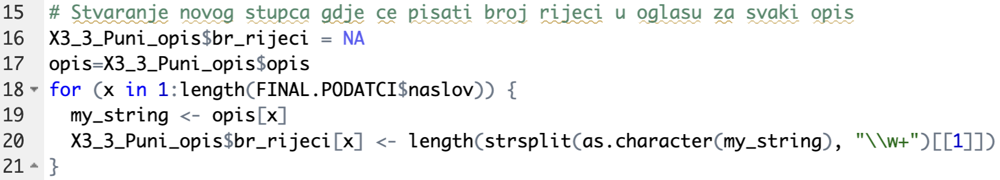 15 # Stvaranje novog stupca gdje ce pisati broj rijeci u oglasu za svaki opis
16 X3_3_Puni_opis$br_rijeci = NA
17 opis=X3_3_Puni_opis$opis
18 for (x in 1:length(FINAL.PODATCI$naslov)) {
19   my_string <- opis[x]
20   X3_3_Puni_opis$br_rijeci[x] <- length(strsplit(as.character(my_string), "\\w+")[[1]])
21 }